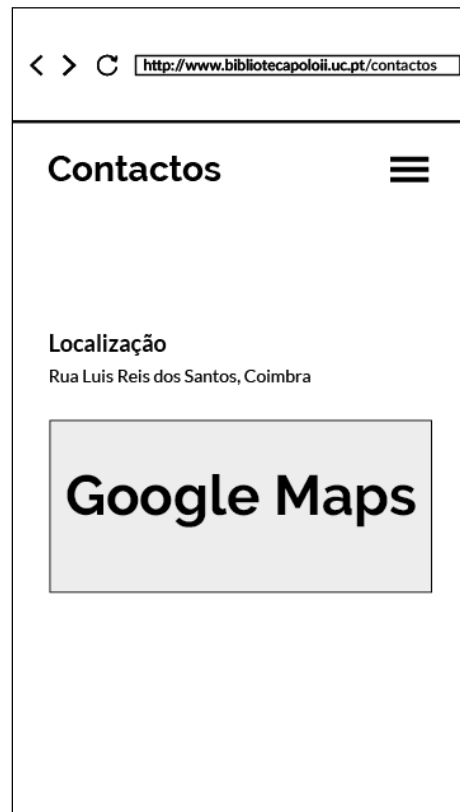 http://www.bibliotecapoloii.uc.pt/contactos
Contactos
Localização
Rua Luis Reis dos Santos, Coimbra
Google Maps